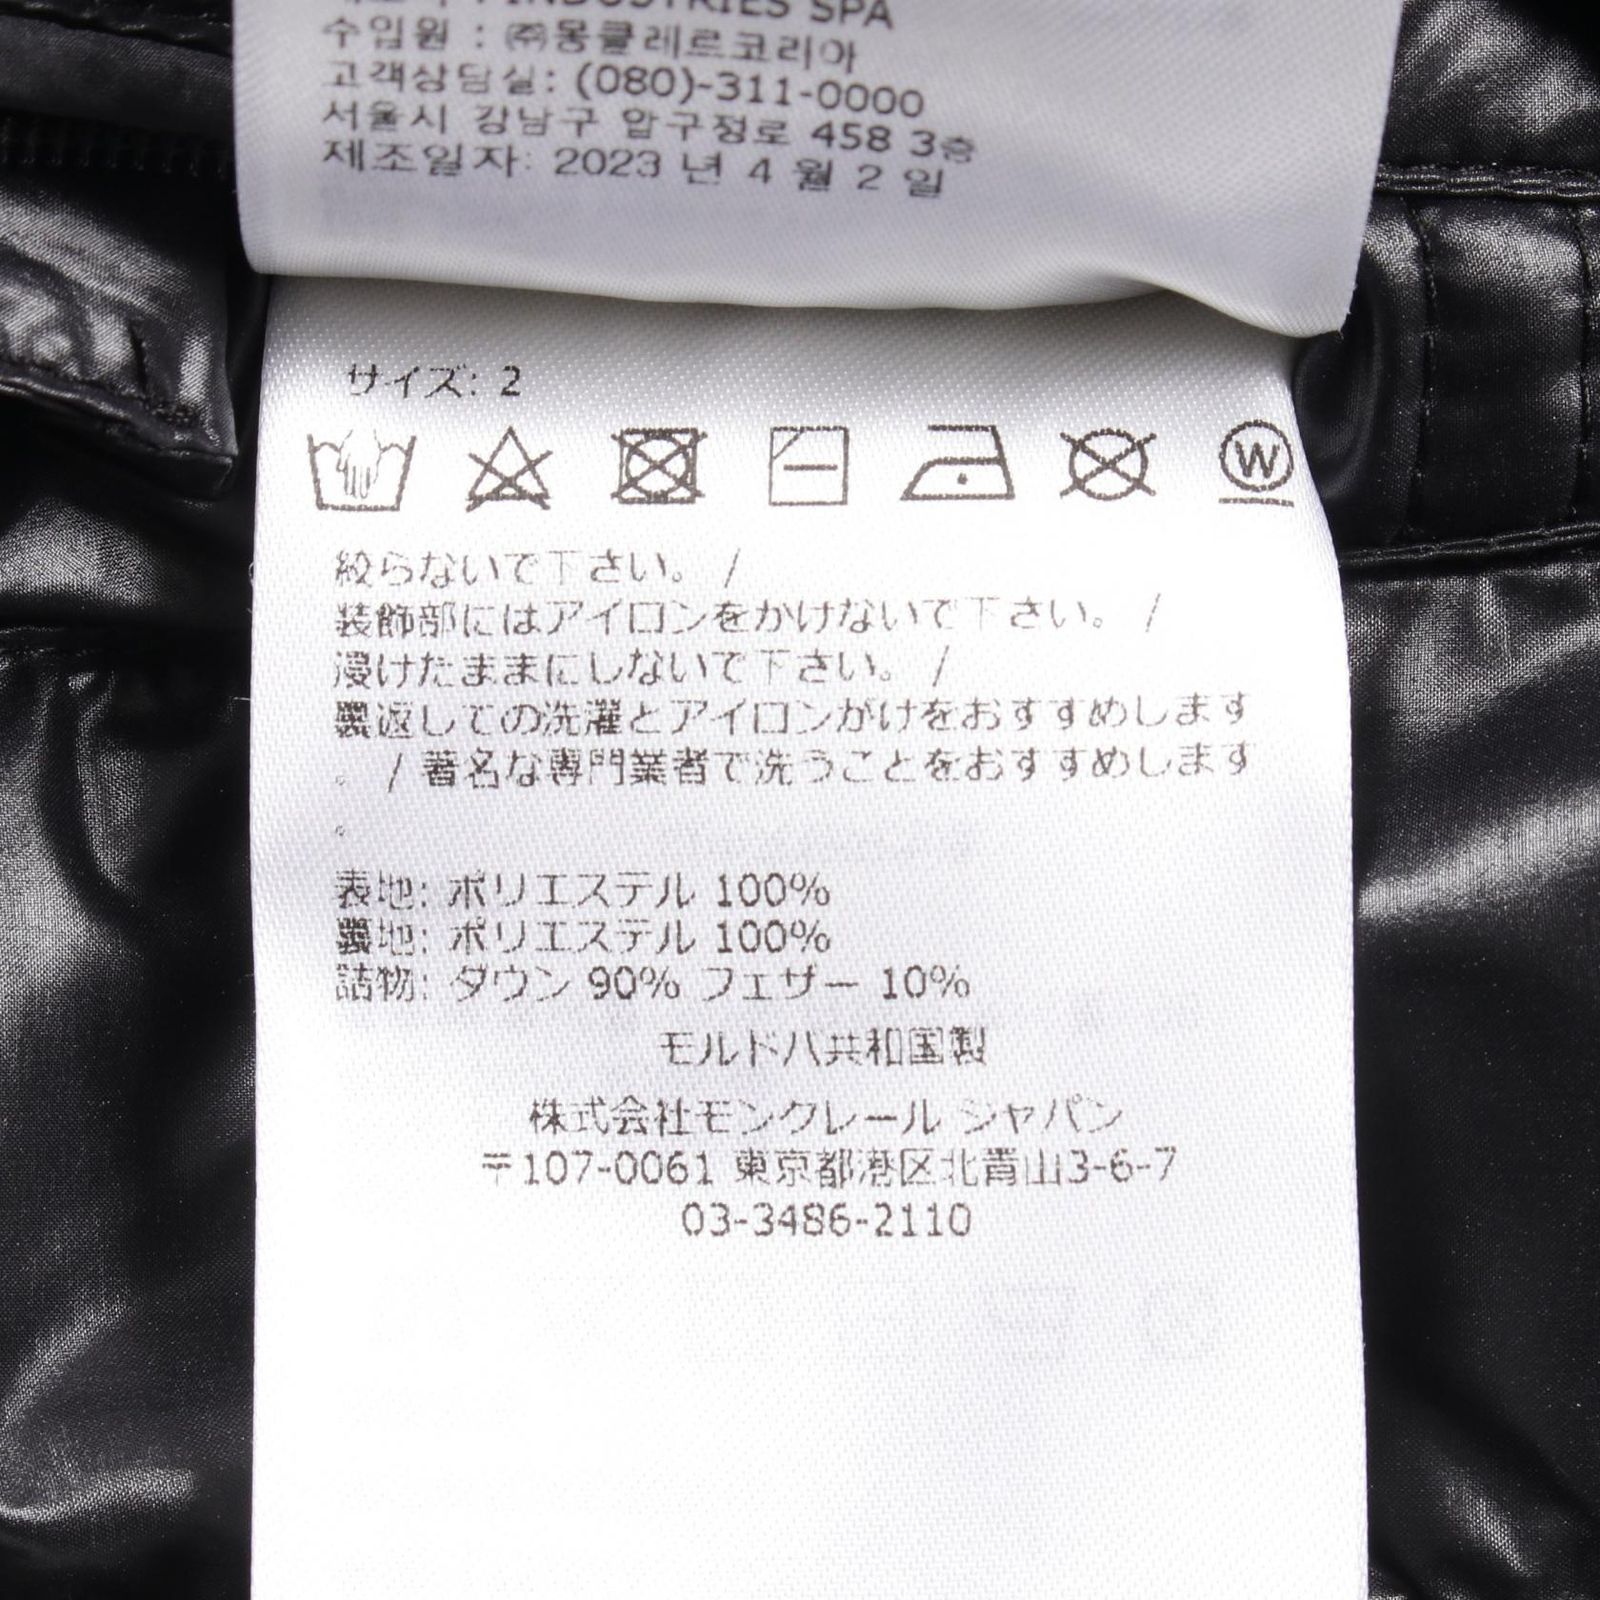 INDUSTRIES SPA
수입원 : ㈜몽클레르코리아
고객상담실: (080)-311-0000
서울시 강남구 압구정로 458 3층
제조일자: 2023 년 4 월 2 일
サイズ: 2
W
絞らないで下さい。 /
装飾部にはアイロンをかけないで下さい。 /
浸けたままにしないで下さい。 /
裏返しての洗濯とアイロンがけをおすすめします
。 / 著名な専門業者で洗うことをおすすめします
。
表地: ポリエステル 100%
裏地: ポリエステル 100%
詰物: ダウン 90% フェザー 10%
モルドバ共和国製
株式会社モンクレール ジャパン
〒107-0061 東京都港区北青山3-6-7
03-3486-2110